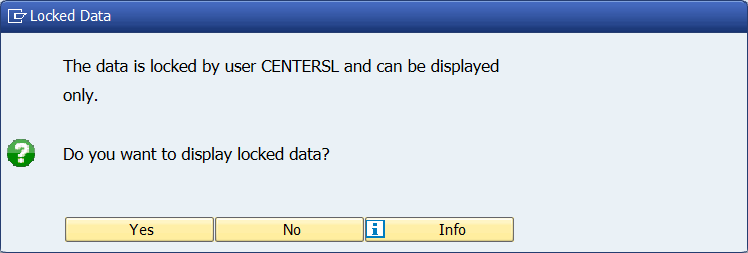 Locked Data
The data is locked by user CENTERSL and can be displayed
only.
Do you want to display locked data?
Yes
No
Info